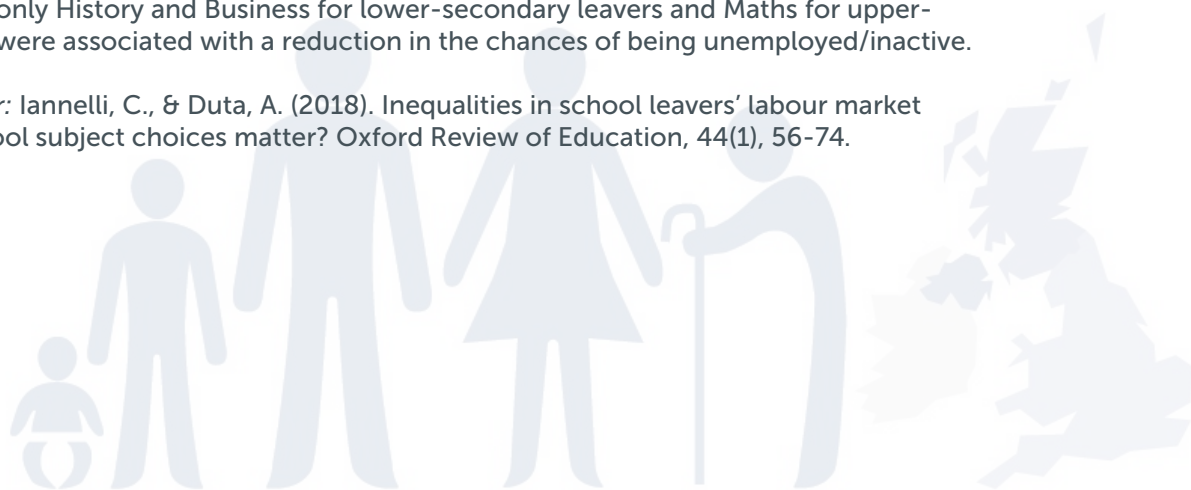 only History and Business for lower-secondary leavers and Maths for upper-
were associated with a reduction in the chances of being unemployed/inactive.
r: Iannelli, C., & Duta, A. (2018). Inequalities in school leavers’ labour market
ool subject choices matter? Oxford Review of Education, 44(1), 56-74.